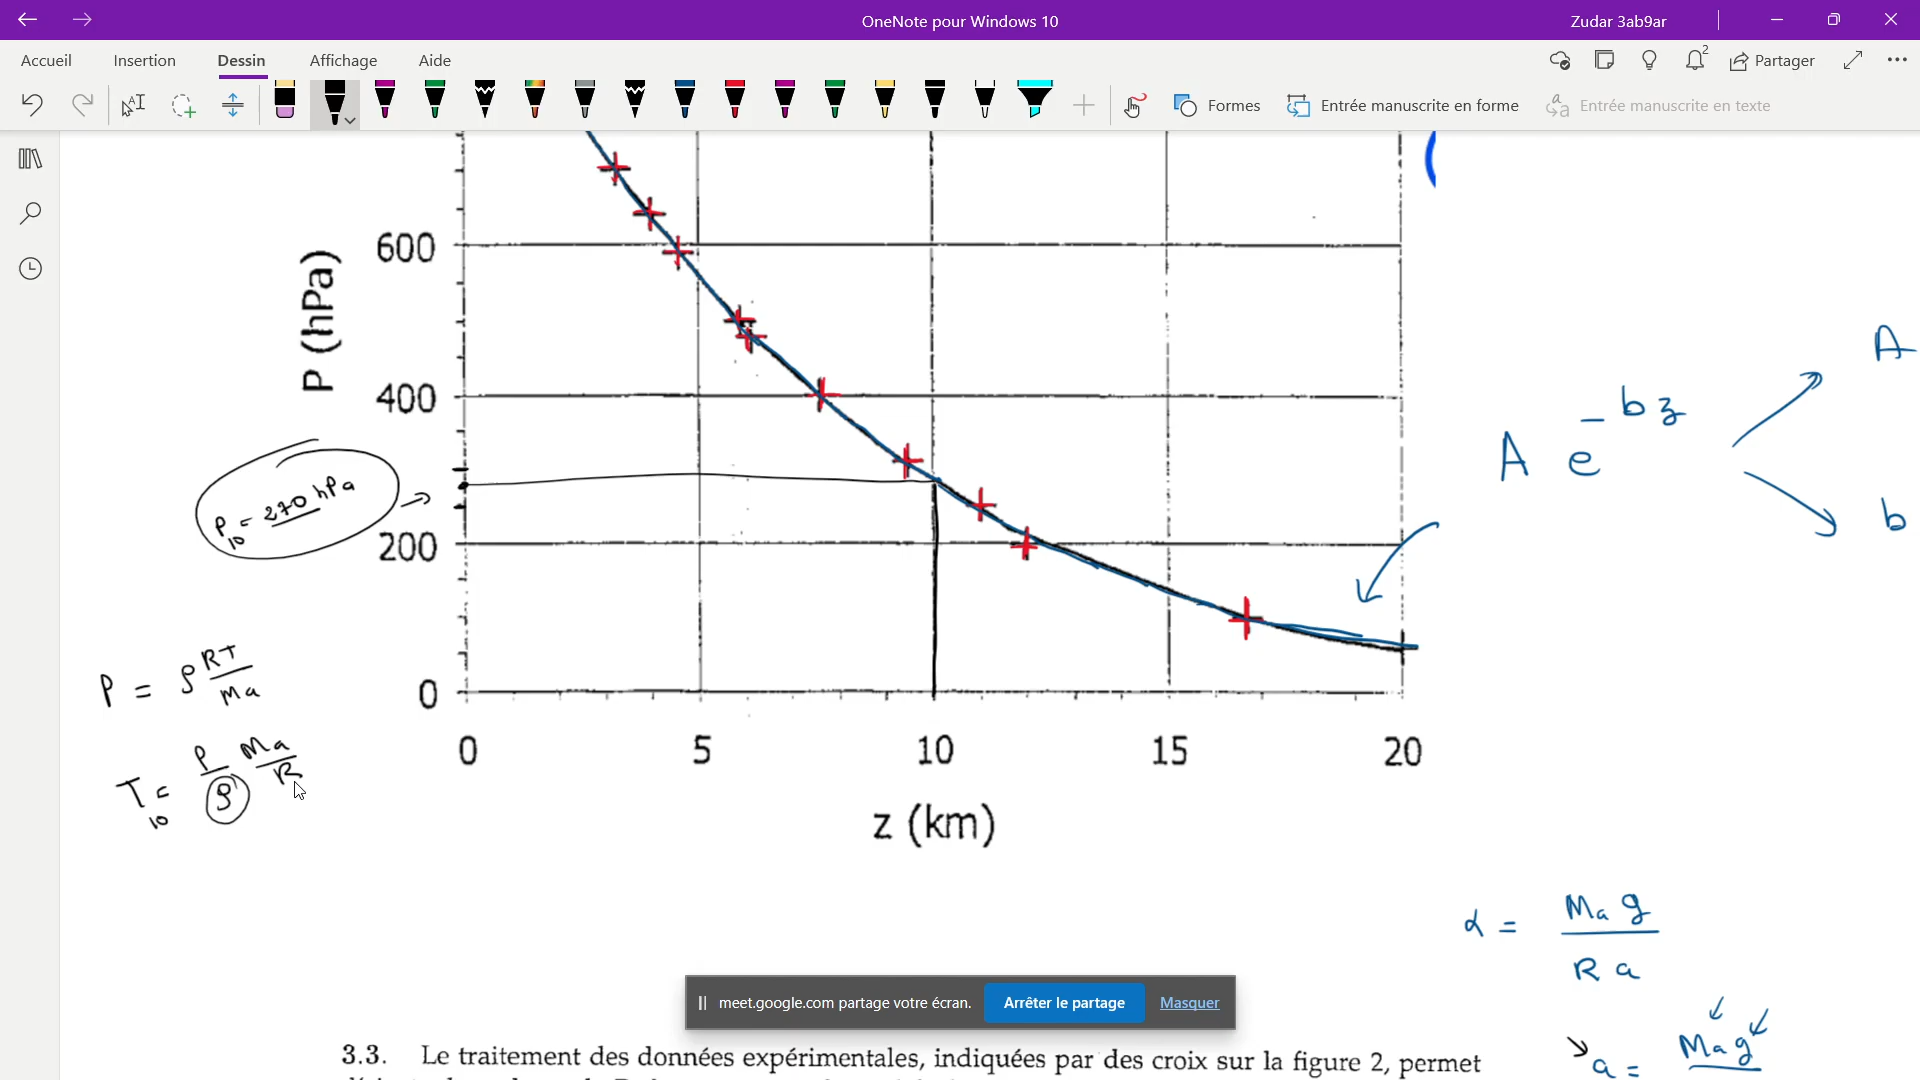 OneNote pour Windows 10
Zudar 3ab9ar
Accueil Insertion Dessin Affichage Aide
2
Partager
Formes
Entrée manuscrite en forme
Entrée manuscrite en texte
P (hPa)
600
400
200
0
0 5 10 15 20
z (km)
P10 = 270 hPa
P = ρ RT / Ma
T10 = P / ρ Ma / R
A e^-bz
A
b
α = Ma g / R a
a = Ma g
meet.google.com partage votre écran.
Arrêter le partage
Masquer
3.3. Le traitement des données expérimentales, indiquées par des croix sur la figure 2, permet